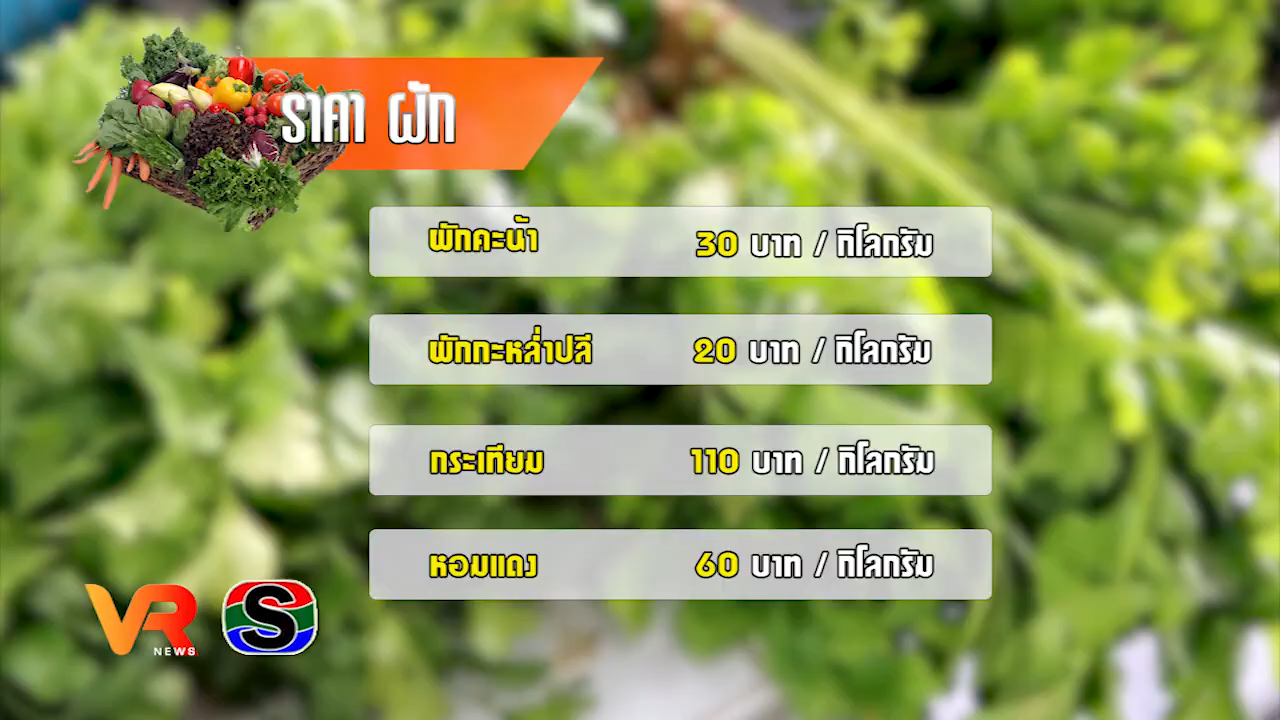 ราคา ผัก
ผักคะน้า 30 บาท / กิโลกรัม
ผักกะหล่ำปลี 20 บาท / กิโลกรัม
กระเทียม 110 บาท / กิโลกรัม
หอมแดง 60 บาท / กิโลกรัม
VR NEWS S